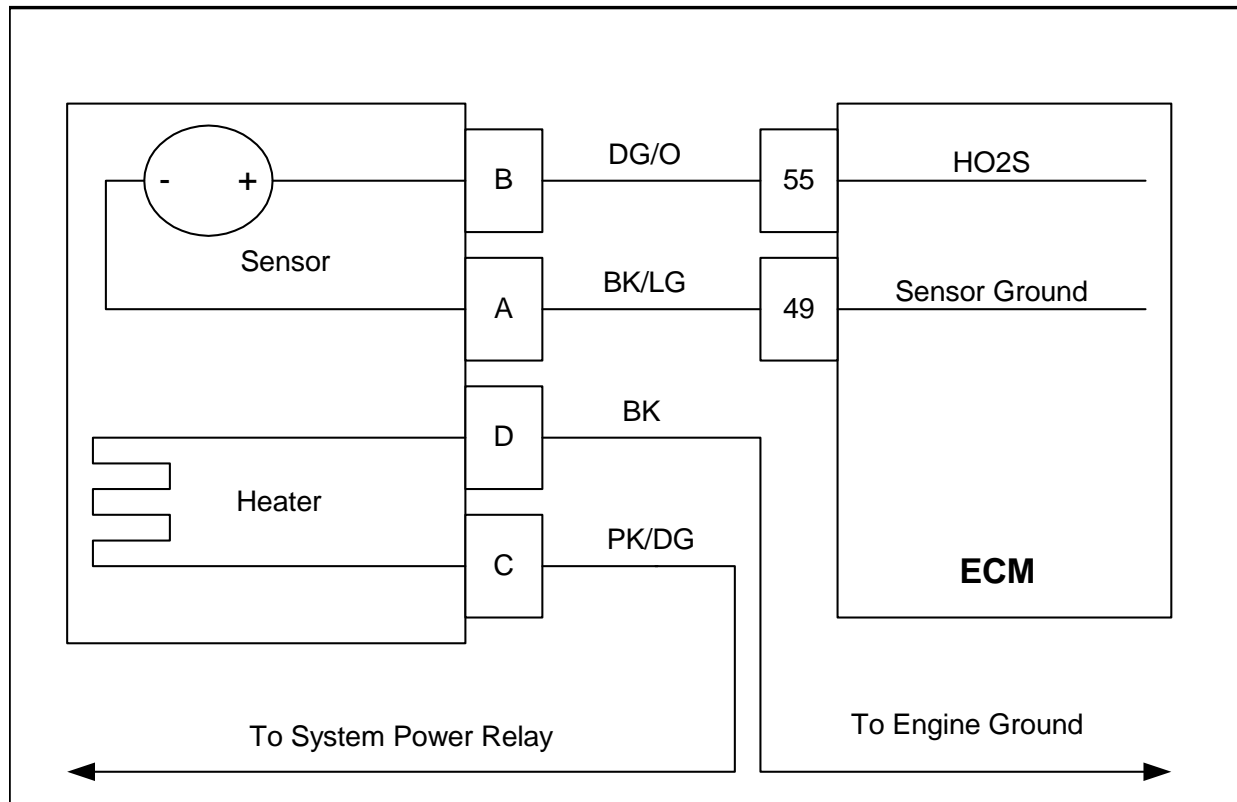 - +
Sensor
Heater
B
A
D
C
DG/O
BK/LG
BK
PK/DG
55
49
HO2S
Sensor Ground
ECM
To System Power Relay
To Engine Ground